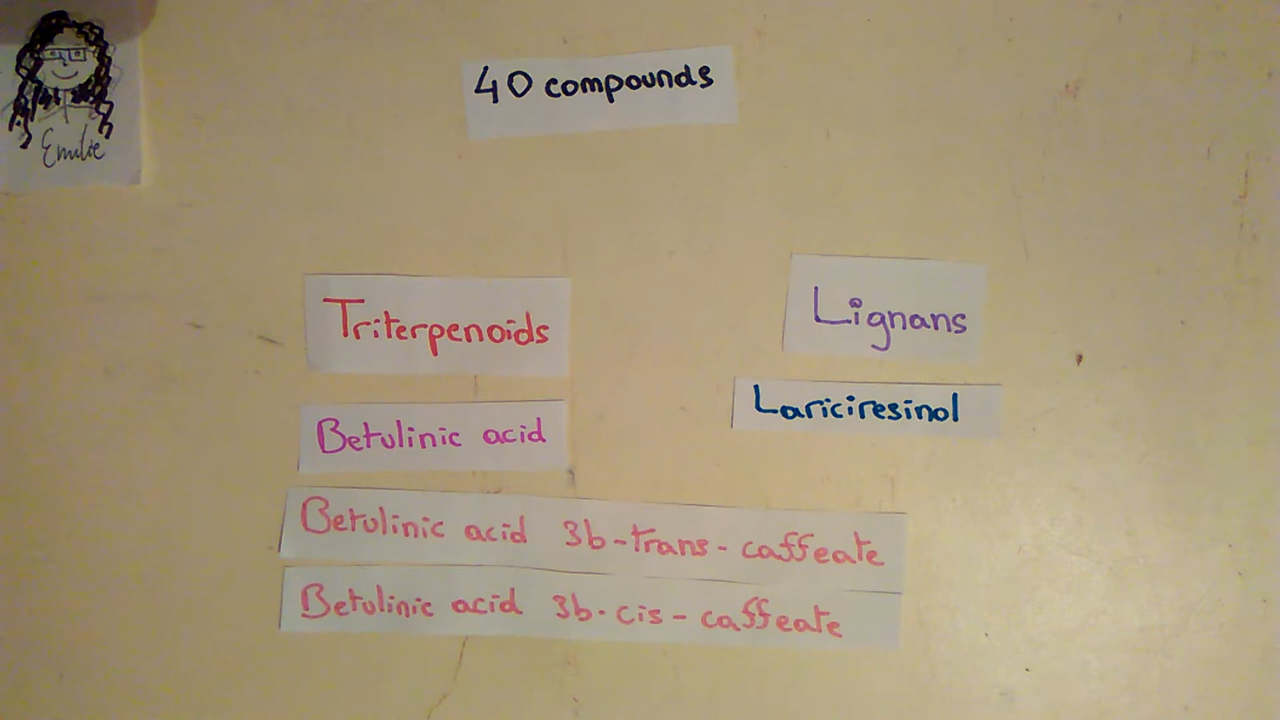 Emilie
40 compounds
Triterpenoids
Lignans
Betulinic acid
Lariciresinol
Betulinic acid 3b-trans-caffeate
Betulinic acid 3b-cis-caffeate